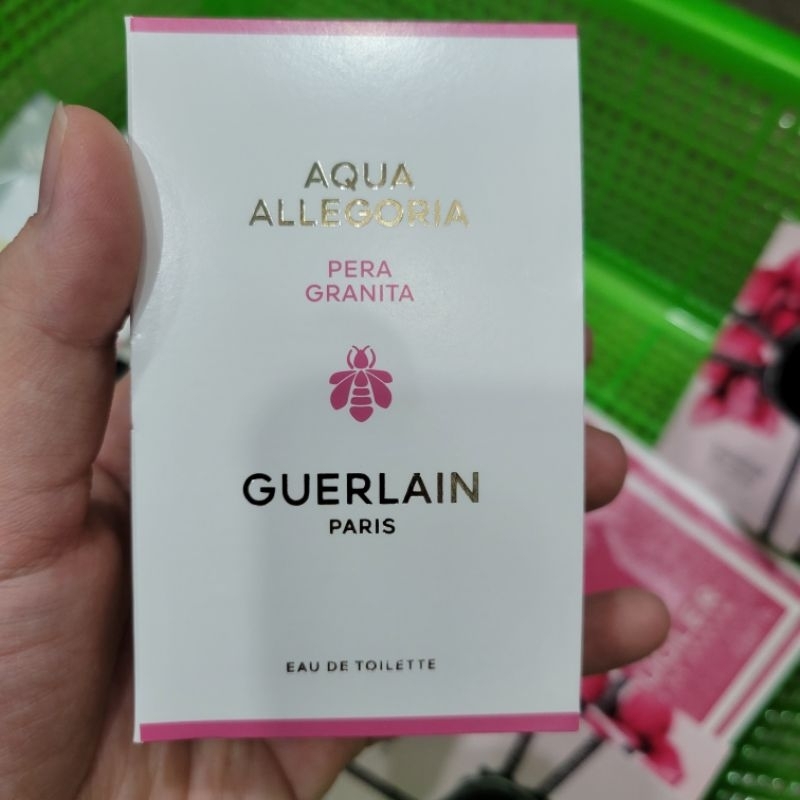 AQUA
ALLEGORIA
PERA
GRANITA
GUERLAIN
PARIS
EAU DE TOILETTE